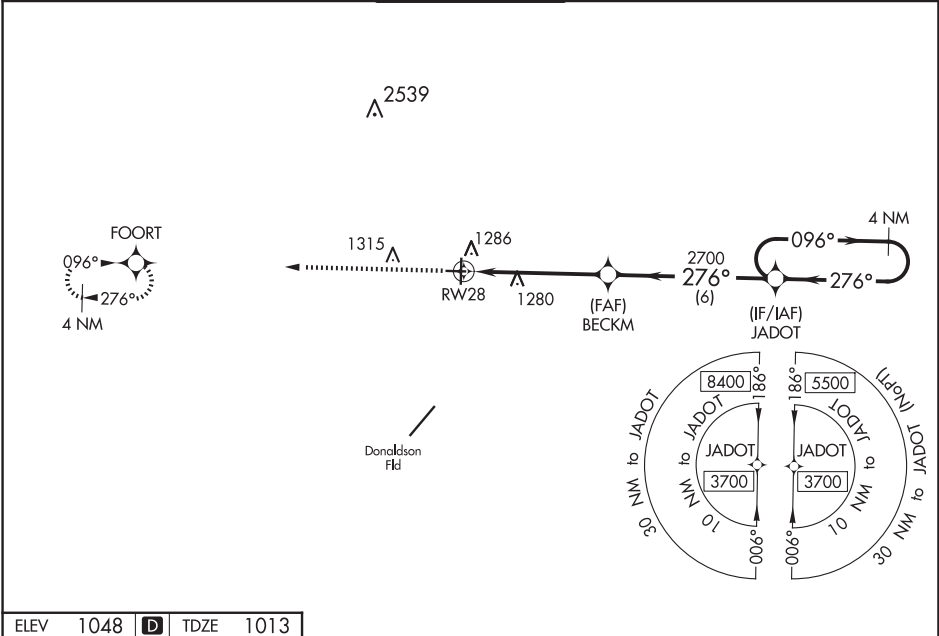 2539
4 NM
FOORT
096°
276°
4 NM
1315
1286
RW28
1280
(FAF)
BECKM
2700
276°
(6)
096°
276°
(IF/IAF)
JADOT
Donaldson
Fld
30 NM to JADOT
8400
186°
10 NM to JADOT
JADOT
3700
006°
186°
5500
30 NM to JADOT (NoPT)
10 NM to JADOT
JADOT
3700
006°
ELEV 1048 D TDZE 1013